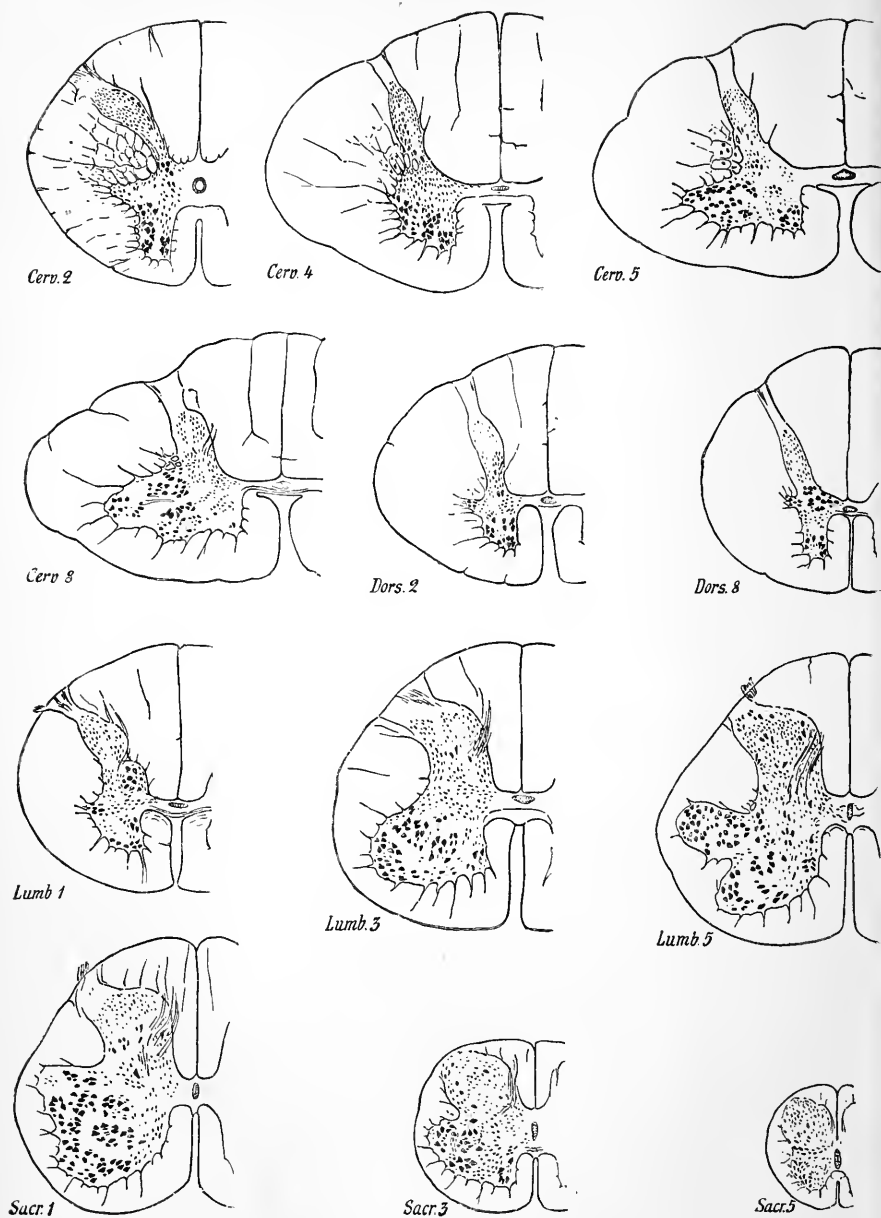 Cerv. 2
Cerv. 4
Cerv. 5
Cerv 8
Dors. 2
Dors. 8
Lumb 1
Lumb. 3
Lumb. 5
Sacr. 1
Sacr. 3
Sacr. 5